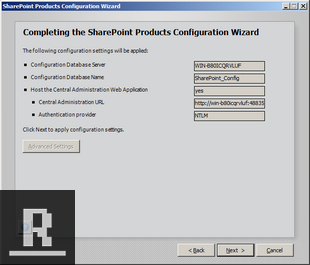 SharePoint Products Configuration Wizard
Completing the SharePoint Products Configuration Wizard
The following configuration settings will be applied:
Configuration Database Server WIN-B80ICQRVLUF
Configuration Database Name SharePoint_Config
Host the Central Administration Web Application yes
Central Administration URL http://win-b80icqrvluf:48835
Authentication provider NTLM
Click Next to apply configuration settings.
Advanced Settings
R
< Back Next > Cancel